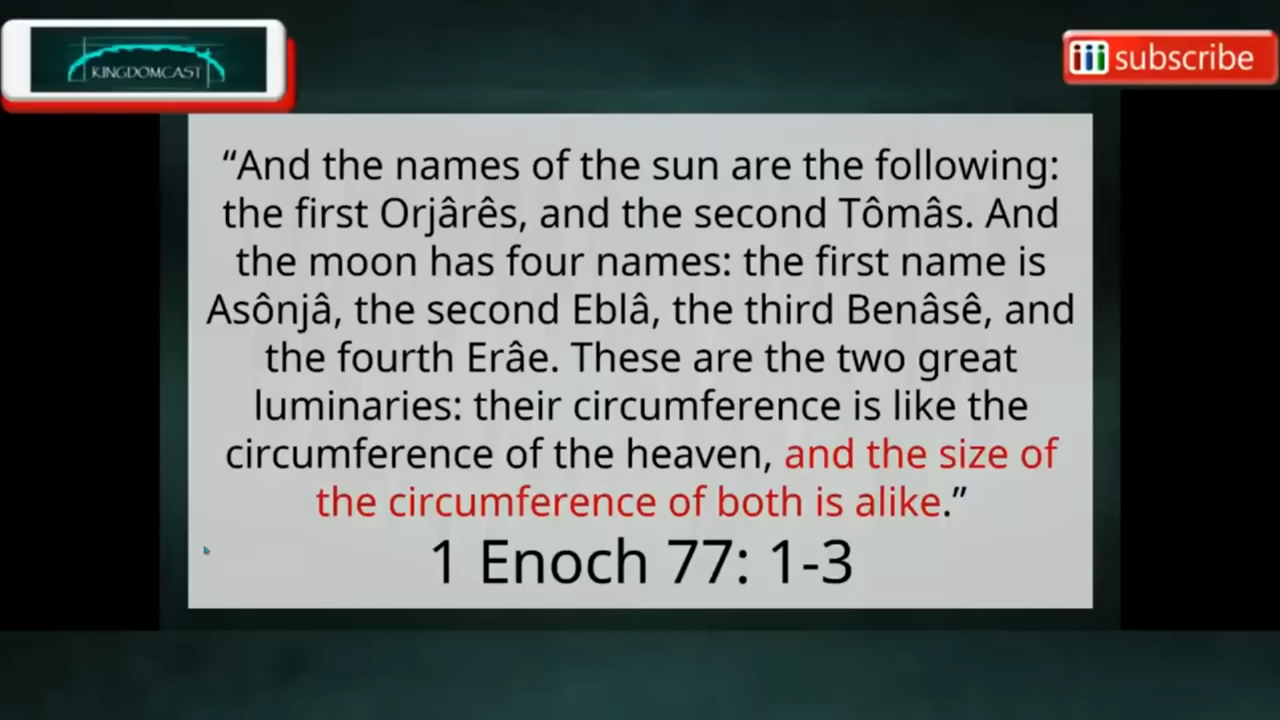 KINGDOMCAST
subscribe
“And the names of the sun are the following:
the first Orjârês, and the second Tômâs. And
the moon has four names: the first name is
Asônjâ, the second Eblâ, the third Benâsê, and
the fourth Erâe. These are the two great
luminaries: their circumference is like the
circumference of the heaven, and the size of
the circumference of both is alike.”
1 Enoch 77: 1-3